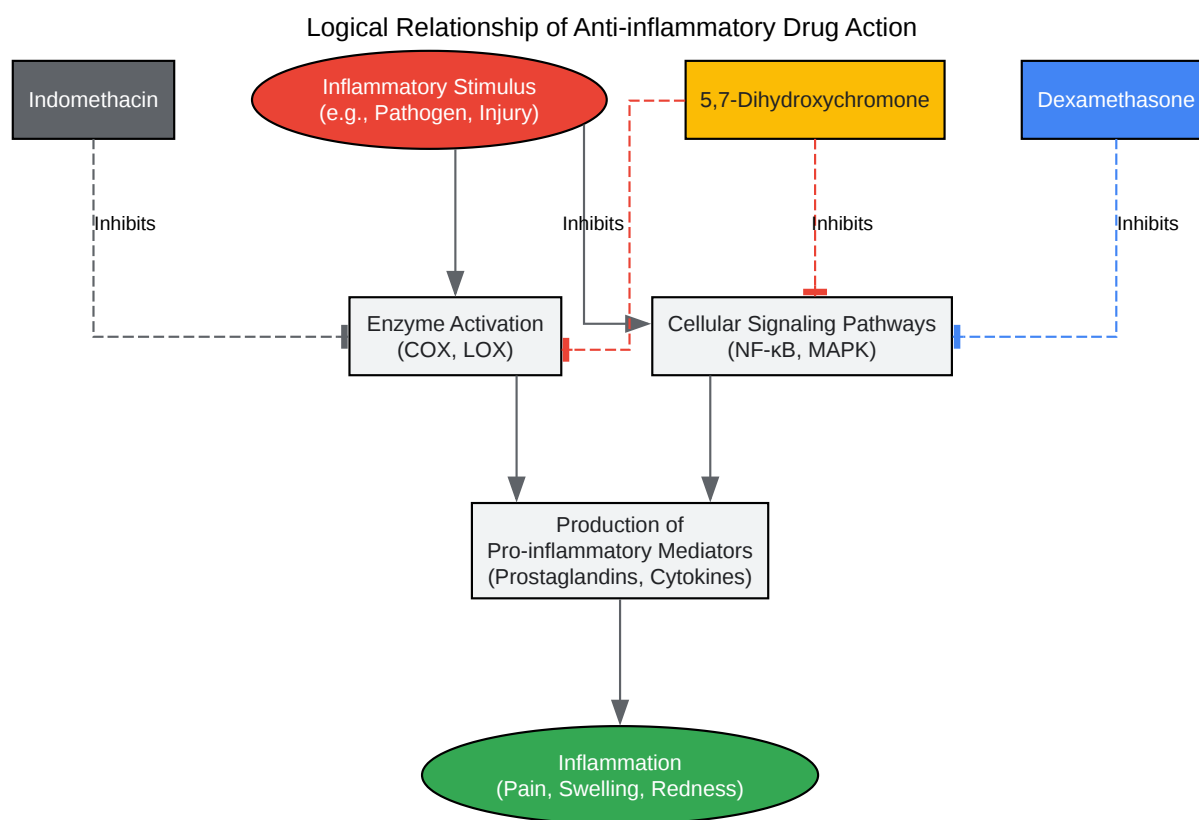 Logical Relationship of Anti-inflammatory Drug Action
Indomethacin
Inflammatory Stimulus
(e.g., Pathogen, Injury)
5,7-Dihydroxychromone
Dexamethasone
Inhibits
Inhibits
Inhibits
Inhibits
Enzyme Activation
(COX, LOX)
Cellular Signaling Pathways
(NF-κB, MAPK)
Production of
Pro-inflammatory Mediators
(Prostaglandins, Cytokines)
Inflammation
(Pain, Swelling, Redness)